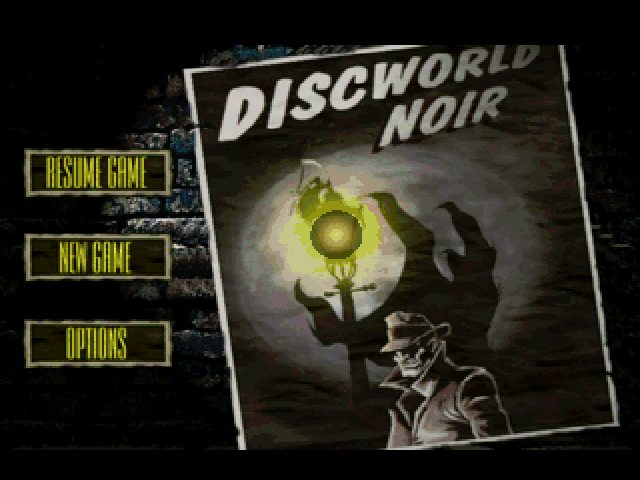 DISCWORLD
NOIR
RESUME GAME
NEW GAME
OPTIONS